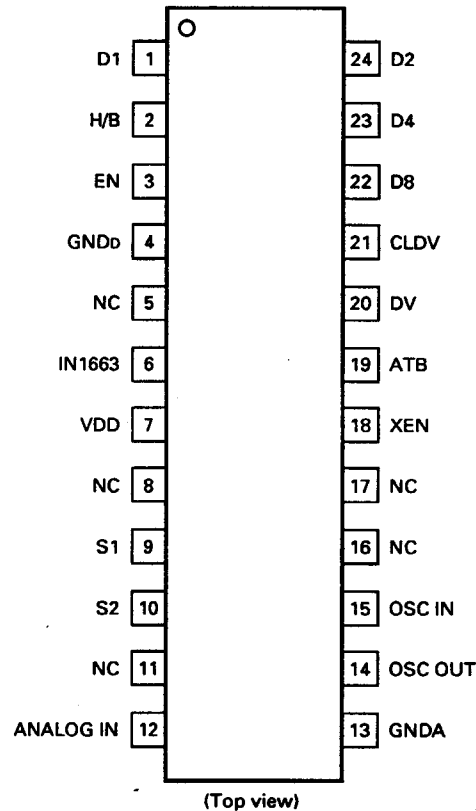 D1 1 24 D2
H/B 2 23 D4
EN 3 22 D8
GNDD 4 21 CLDV
NC 5 20 DV
IN1663 6 19 ATB
VDD 7 18 XEN
NC 8 17 NC
S1 9 16 NC
S2 10 15 OSC IN
NC 11 14 OSC OUT
ANALOG IN 12 13 GNDA
(Top view)